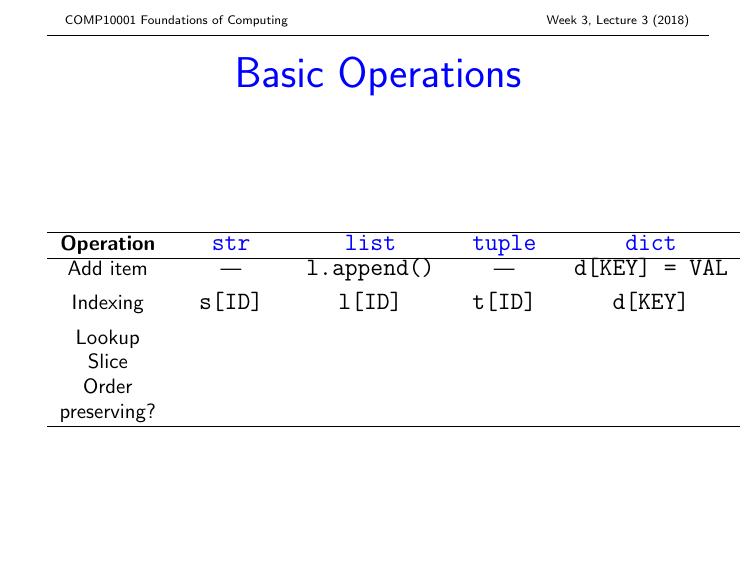 COMP10001 Foundations of Computing Week 3, Lecture 3 (2018)
Basic Operations
Operation str list tuple dict
Add item — l.append() — d[KEY] = VAL
Indexing s[ID] l[ID] t[ID] d[KEY]
Lookup
Slice
Order
preserving?